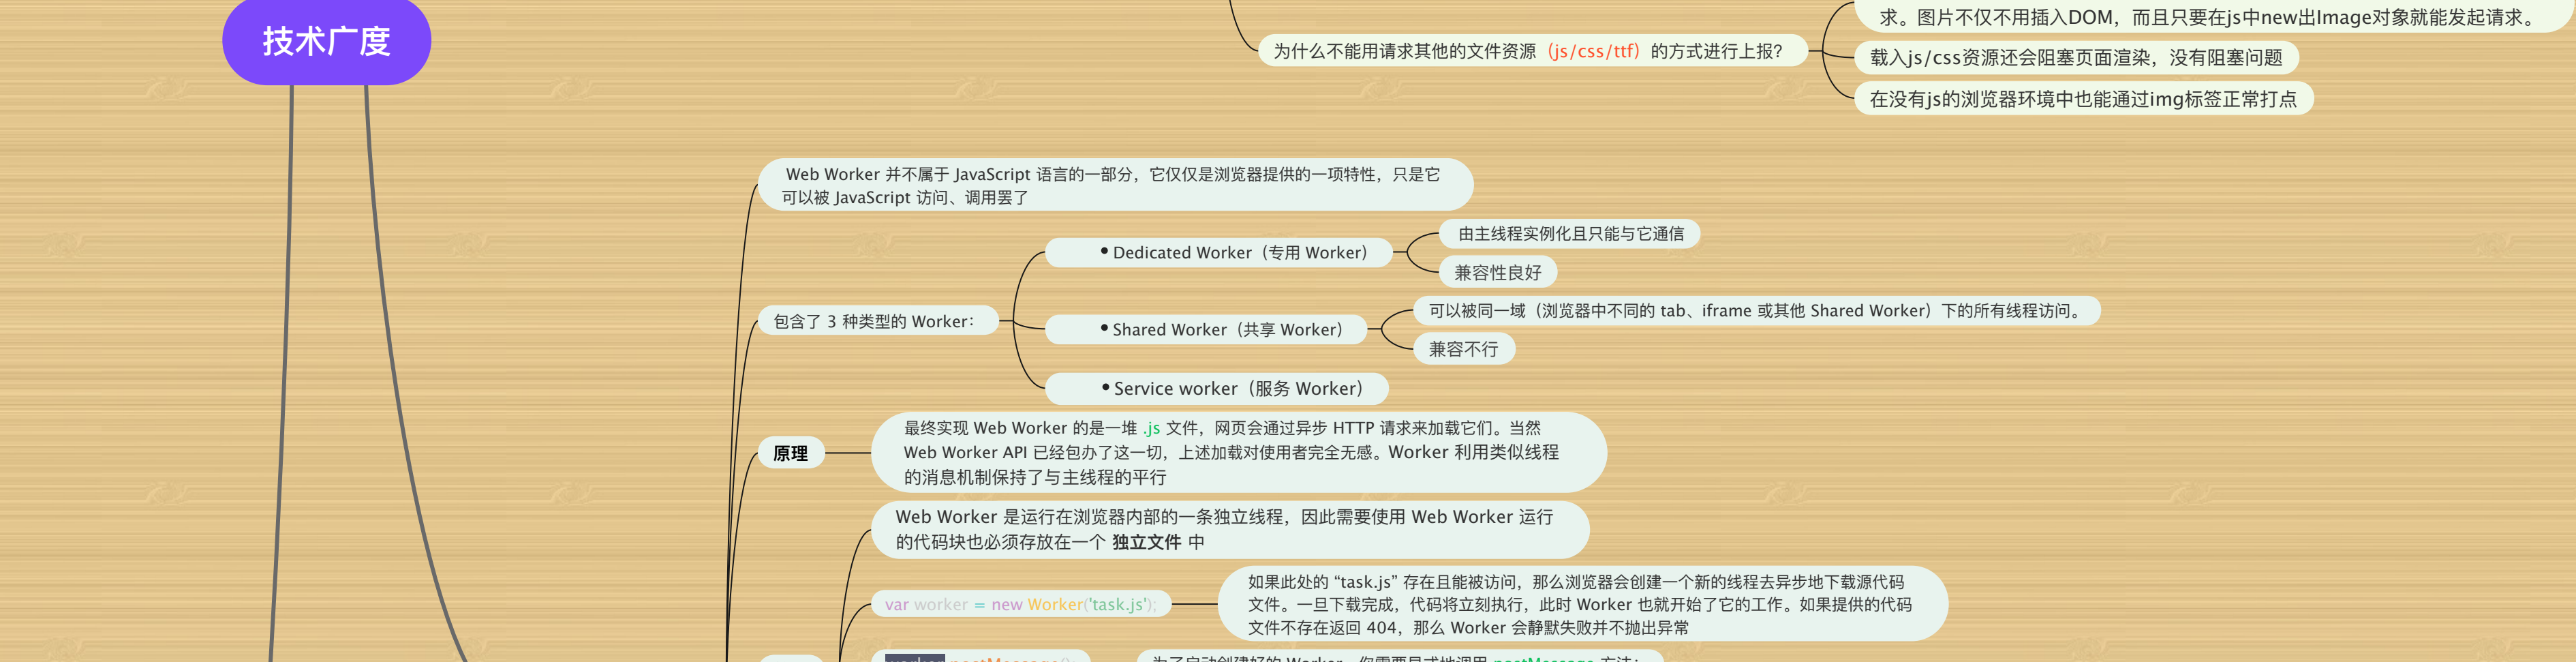 技术广度
求。图片不仅不用插入DOM，而且只要在js中new出Image对象就能发起请求。
为什么不能用请求其他的文件资源（js/css/ttf）的方式进行上报？
载入js/css资源还会阻塞页面渲染，没有阻塞问题
在没有js的浏览器环境中也能通过img标签正常打点
Web Worker 并不属于 JavaScript 语言的一部分，它仅仅是浏览器提供的一项特性，只是它
可以被 JavaScript 访问、调用罢了
包含了 3 种类型的 Worker：
• Dedicated Worker（专用 Worker）
由主线程实例化且只能与它通信
兼容性良好
• Shared Worker（共享 Worker）
可以被同一域（浏览器中不同的 tab、iframe 或其他 Shared Worker）下的所有线程访问。
兼容不行
• Service worker（服务 Worker）
原理
最终实现 Web Worker 的是一堆 .js 文件，网页会通过异步 HTTP 请求来加载它们。当然
Web Worker API 已经包办了这一切，上述加载对使用者完全无感。Worker 利用类似线程
的消息机制保持了与主线程的平行
Web Worker 是运行在浏览器内部的一条独立线程，因此需要使用 Web Worker 运行
的代码块也必须存放在一个 独立文件 中
var worker = new Worker('task.js');
如果此处的 “task.js” 存在且能被访问，那么浏览器会创建一个新的线程去异步地下载源代码
文件。一旦下载完成，代码将立刻执行，此时 Worker 也就开始了它的工作。如果提供的代码
文件不存在返回 404，那么 Worker 会静默失败并不抛出异常
为了启动创建好的 Worker，你需要显式地调用 postMessage 方法：